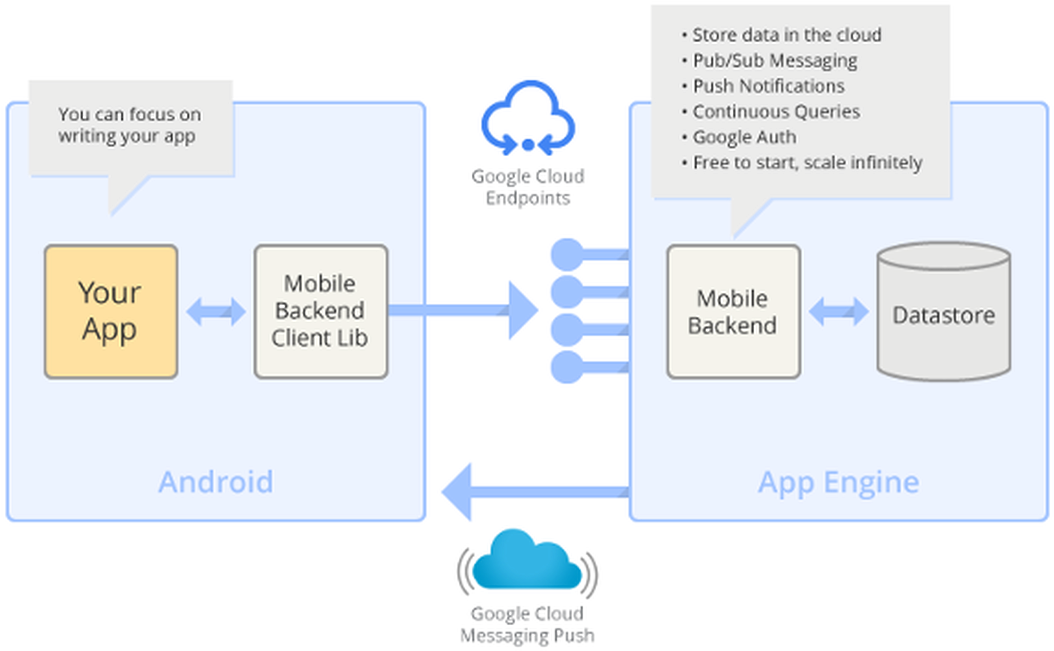 You can focus on
writing your app
Your
App
Mobile
Backend
Client Lib
Android
Google Cloud
Endpoints
• Store data in the cloud
• Pub/Sub Messaging
• Push Notifications
• Continuous Queries
• Google Auth
• Free to start, scale infinitely
Mobile
Backend
Datastore
App Engine
Google Cloud
Messaging Push